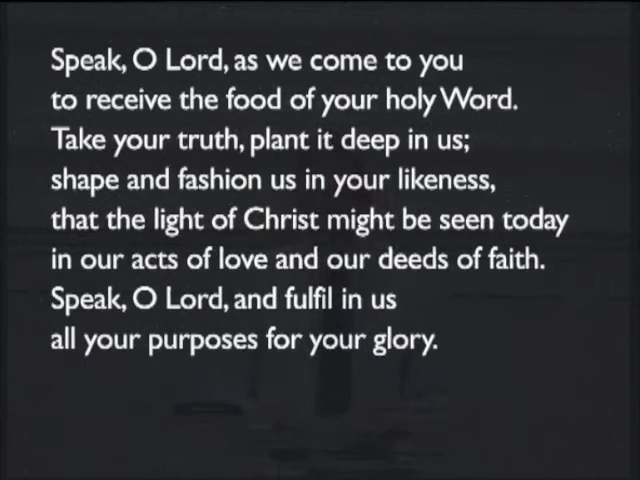 Speak, O Lord, as we come to you
to receive the food of your holy Word.
Take your truth, plant it deep in us;
shape and fashion us in your likeness,
that the light of Christ might be seen today
in our acts of love and our deeds of faith.
Speak, O Lord, and fulfil in us
all your purposes for your glory.